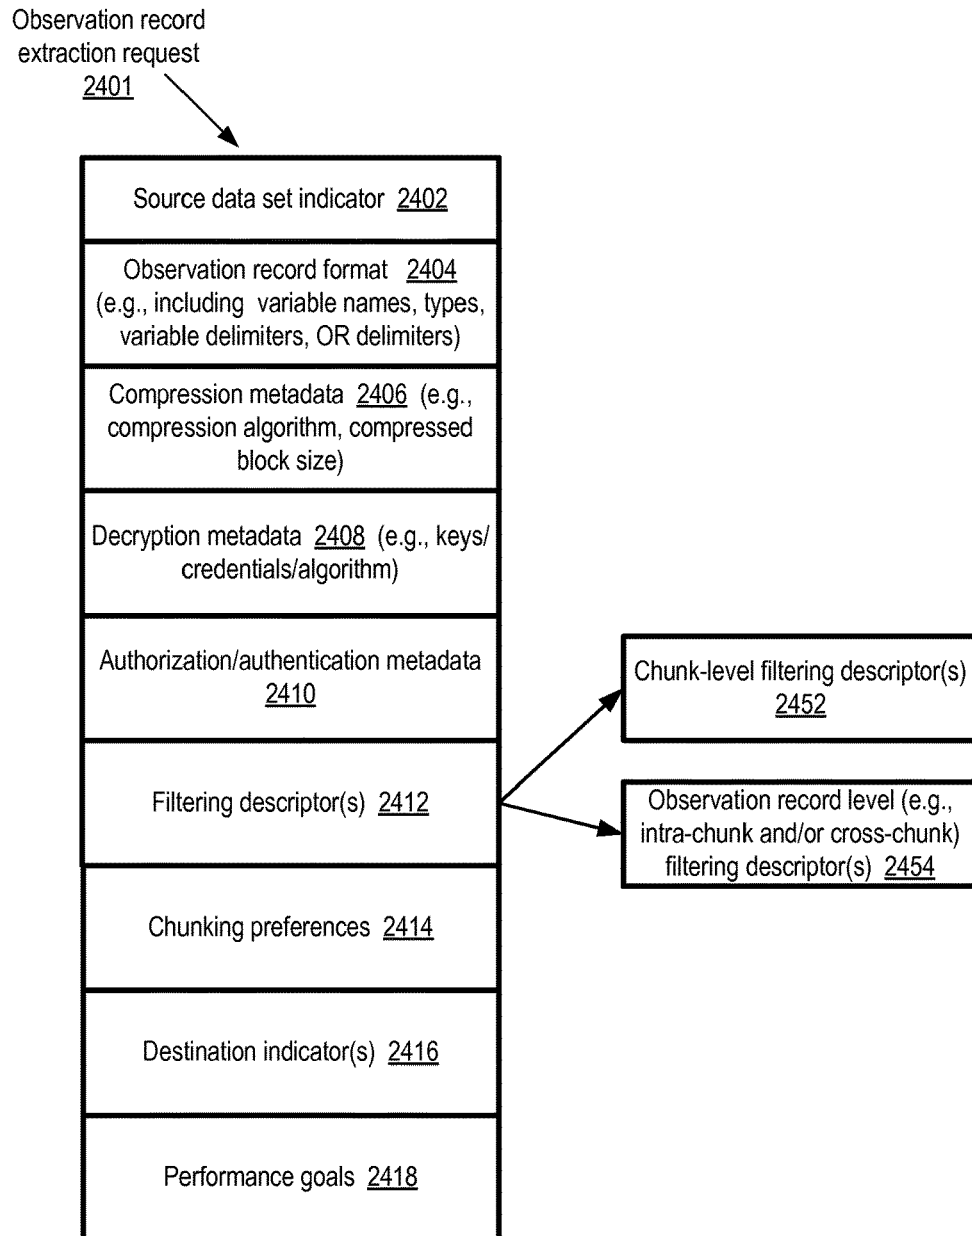 Observation record
extraction request
2401
Source data set indicator 2402
Observation record format 2404
(e.g., including variable names, types,
variable delimiters, OR delimiters)
Compression metadata 2406 (e.g.,
compression algorithm, compressed
block size)
Decryption metadata 2408 (e.g., keys/
credentials/algorithm)
Authorization/authentication metadata
2410
Filtering descriptor(s) 2412
Chunk-level filtering descriptor(s)
2452
Observation record level (e.g.,
intra-chunk and/or cross-chunk)
filtering descriptor(s) 2454
Chunking preferences 2414
Destination indicator(s) 2416
Performance goals 2418